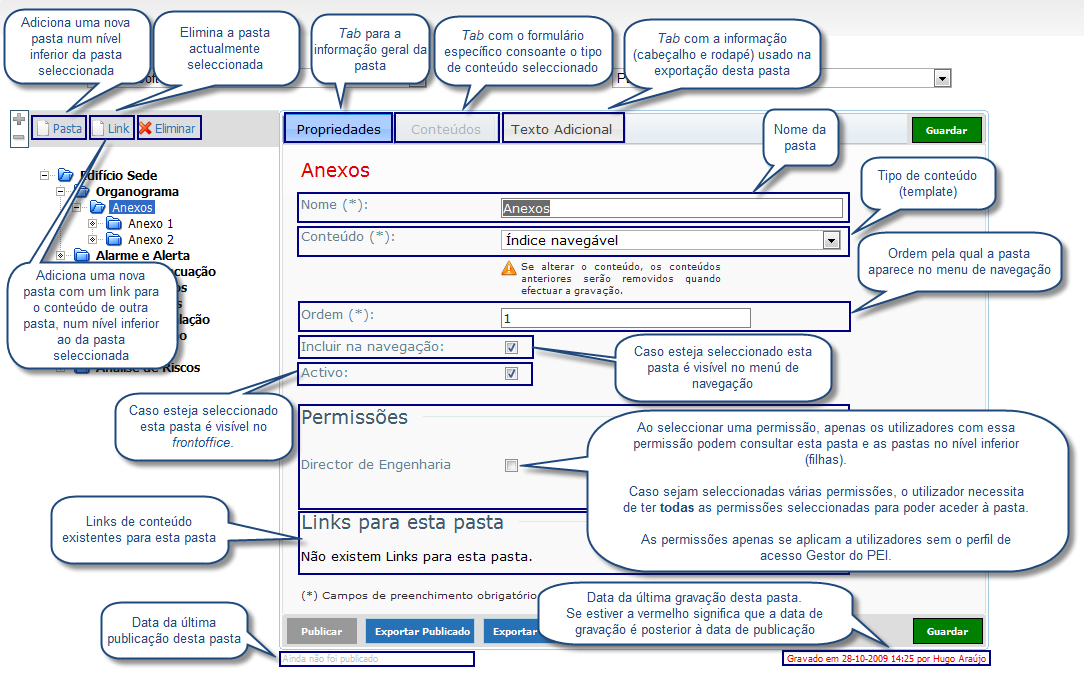 Adiciona uma nova
pasta num nível
inferior da pasta
seleccionada
Elimina a pasta
actualmente
seleccionada
Tab para a
informação geral da
pasta
Tab com o formulário
específico consoante o tipo
de conteúdo seleccionado
Tab com a informação
(cabeçalho e rodapé) usado na
exportação desta pasta
Pasta
Link
Eliminar
Propriedades
Conteúdos
Texto Adicional
Guardar
Nome da
pasta
Edifício Sede
Organograma
Anexos
Anexo 1
Anexo 2
Alarme e Alerta
Anexos
Nome (*):
Anexos
Tipo de conteúdo
(template)
Conteúdo (*):
Índice navegável
Se alterar o conteúdo, os conteúdos
anteriores serão removidos quando
efectuar a gravação.
Ordem pela qual a pasta
aparece no menu de navegação
Adiciona uma nova
pasta com um link para
o conteúdo de outra
pasta, num nível inferior
ao da pasta
seleccionada
Ordem (*):
1
Incluir na navegação:
Activo:
Caso esteja seleccionado esta
pasta é visível no menú de
navegação
Análise de Riscos
Caso esteja seleccionado
esta pasta é visível no
frontoffice.
Permissões
Director de Engenharia
Ao seleccionar uma permissão, apenas os utilizadores com essa
permissão podem consultar esta pasta e as pastas no nível inferior
(filhas).
Caso sejam seleccionadas várias permissões, o utilizador necessita
de ter todas as permissões seleccionadas para poder aceder à pasta.
As permissões apenas se aplicam a utilizadores sem o perfil de
acesso Gestor do PEI.
Links de conteúdo
existentes para esta pasta
Links para esta pasta
Não existem Links para esta pasta.
(*) Campos de preenchimento obrigatório
Data da última gravação desta pasta.
Se estiver a vermelho significa que a data de
gravação é posterior à data de publicação
Data da última
publicação desta pasta
Publicar
Exportar Publicado
Exportar
Guardar
Ainda não foi publicado
Gravado em 28-10-2009 14:25 por Hugo Araújo